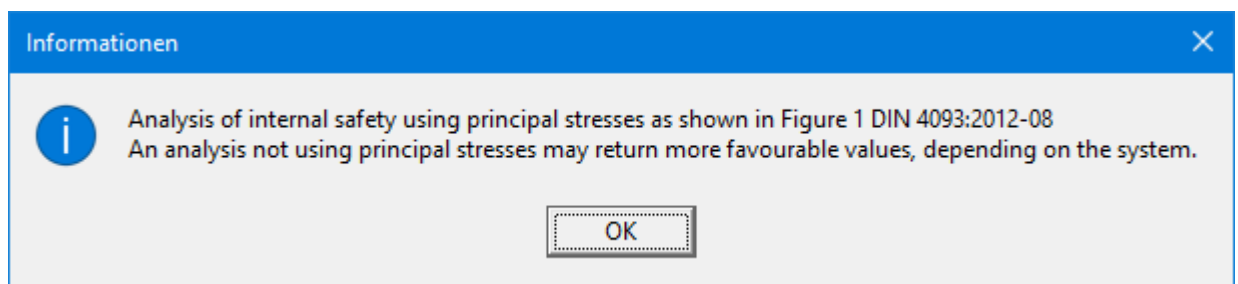 Informationen
Analysis of internal safety using principal stresses as shown in Figure 1 DIN 4093:2012-08
An analysis not using principal stresses may return more favourable values, depending on the system.
OK